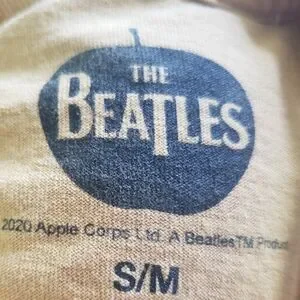 THE
BEATLES
2020 Apple Corps Ltd. A Beatles™ Product
S/M